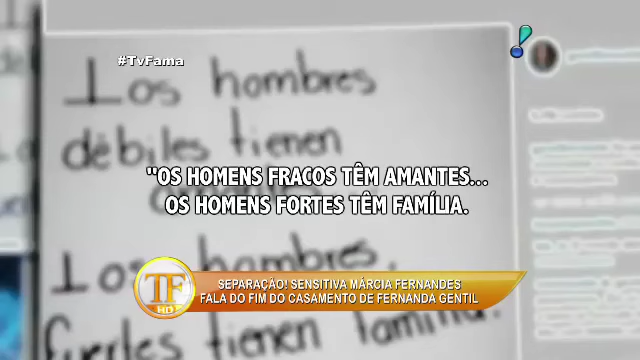 #TvFama
Los hombres
débiles tienen
"OS HOMENS FRACOS TÊM AMANTES...
amantes...
OS HOMENS FORTES TÊM FAMÍLIA.
Los hombres
SEPARAÇÃO! SENSITIVA MÁRCIA FERNANDES
TF
FALA DO FIM DO CASAMENTO DE FERNANDA GENTIL
HD
fuertes tienen familia.